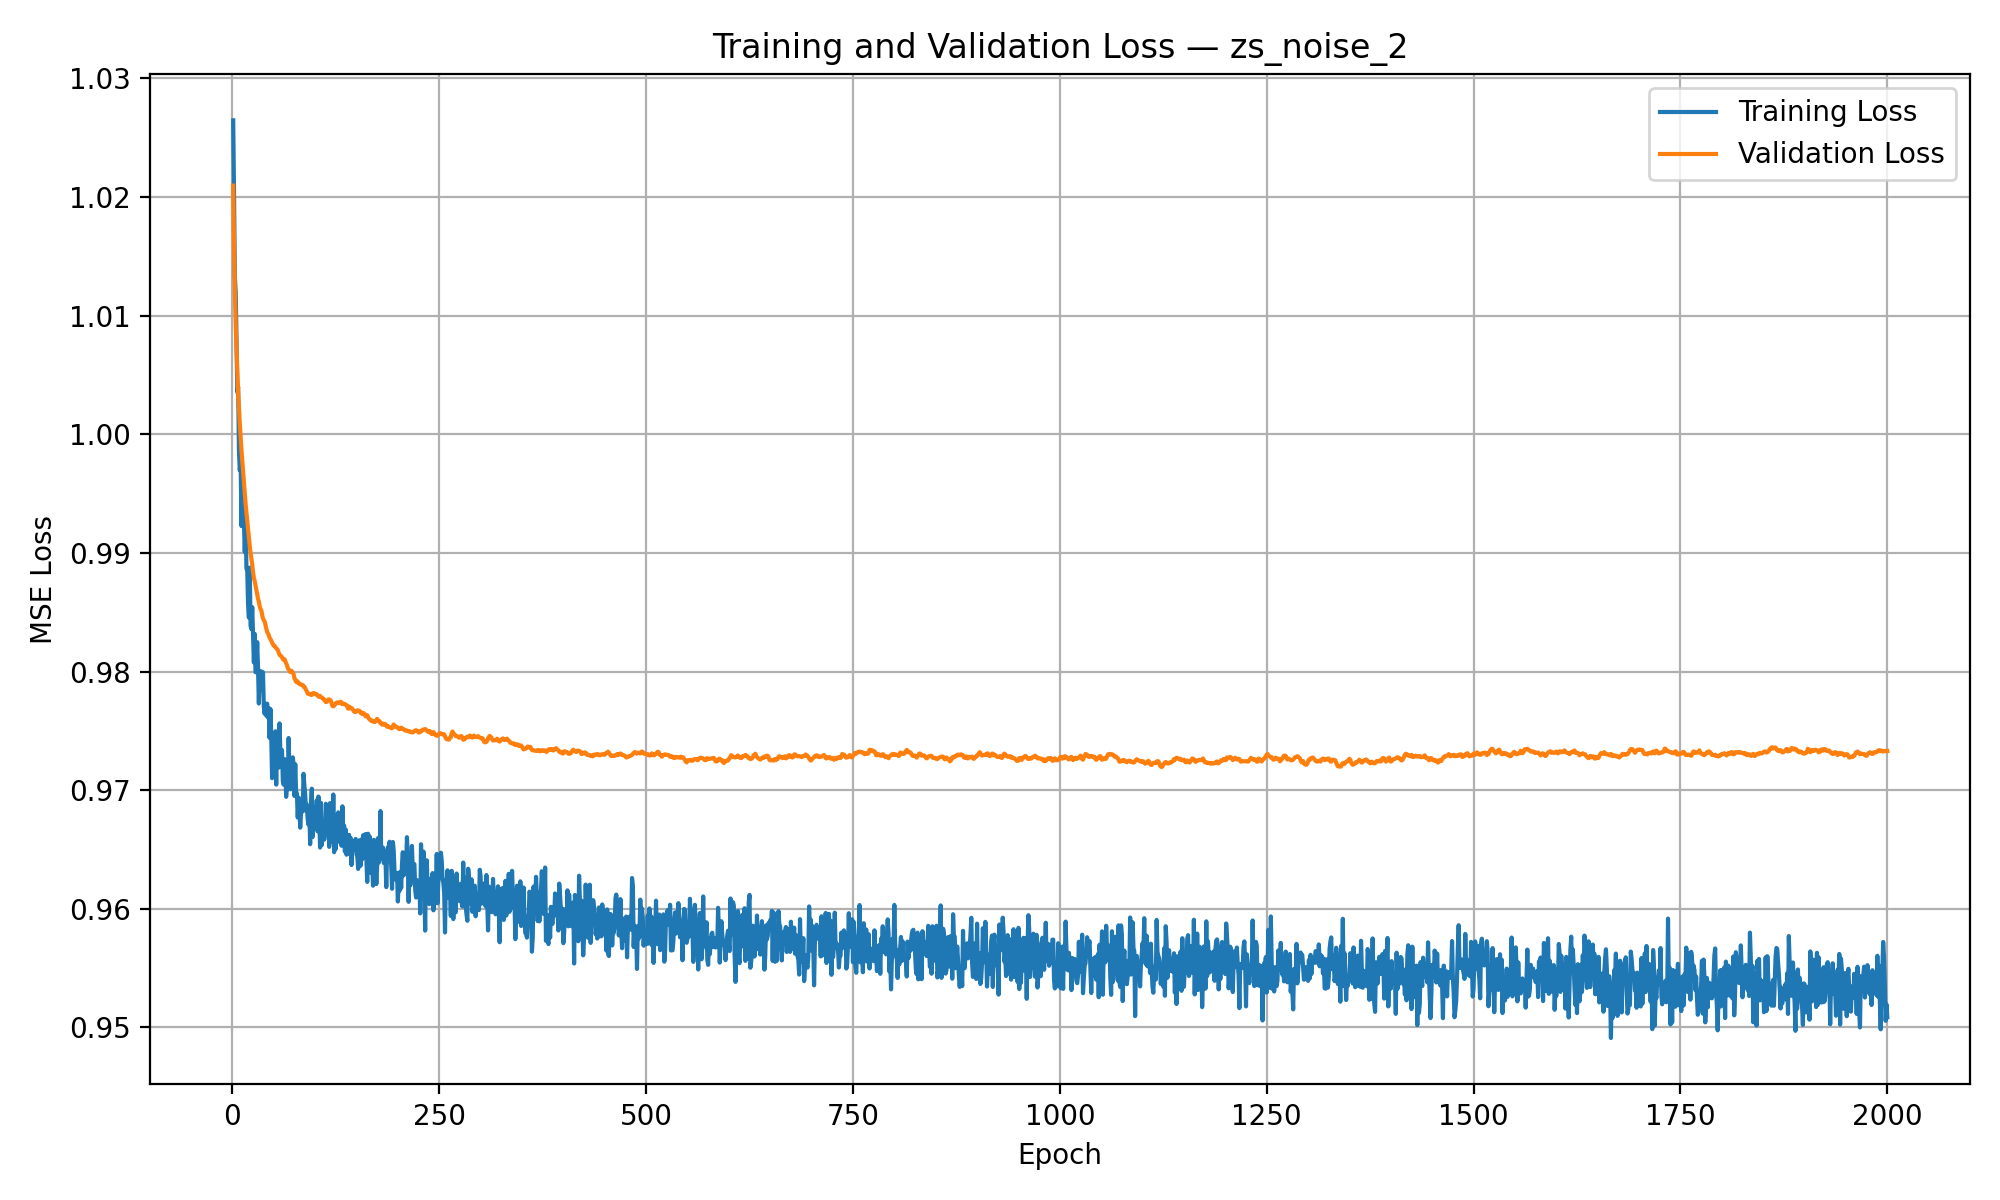 Training and Validation Loss — zs_noise_2
Training Loss
Validation Loss
MSE Loss
1.03
1.02
1.01
1.00
0.99
0.98
0.97
0.96
0.95
0 250 500 750 1000 1250 1500 1750 2000
Epoch